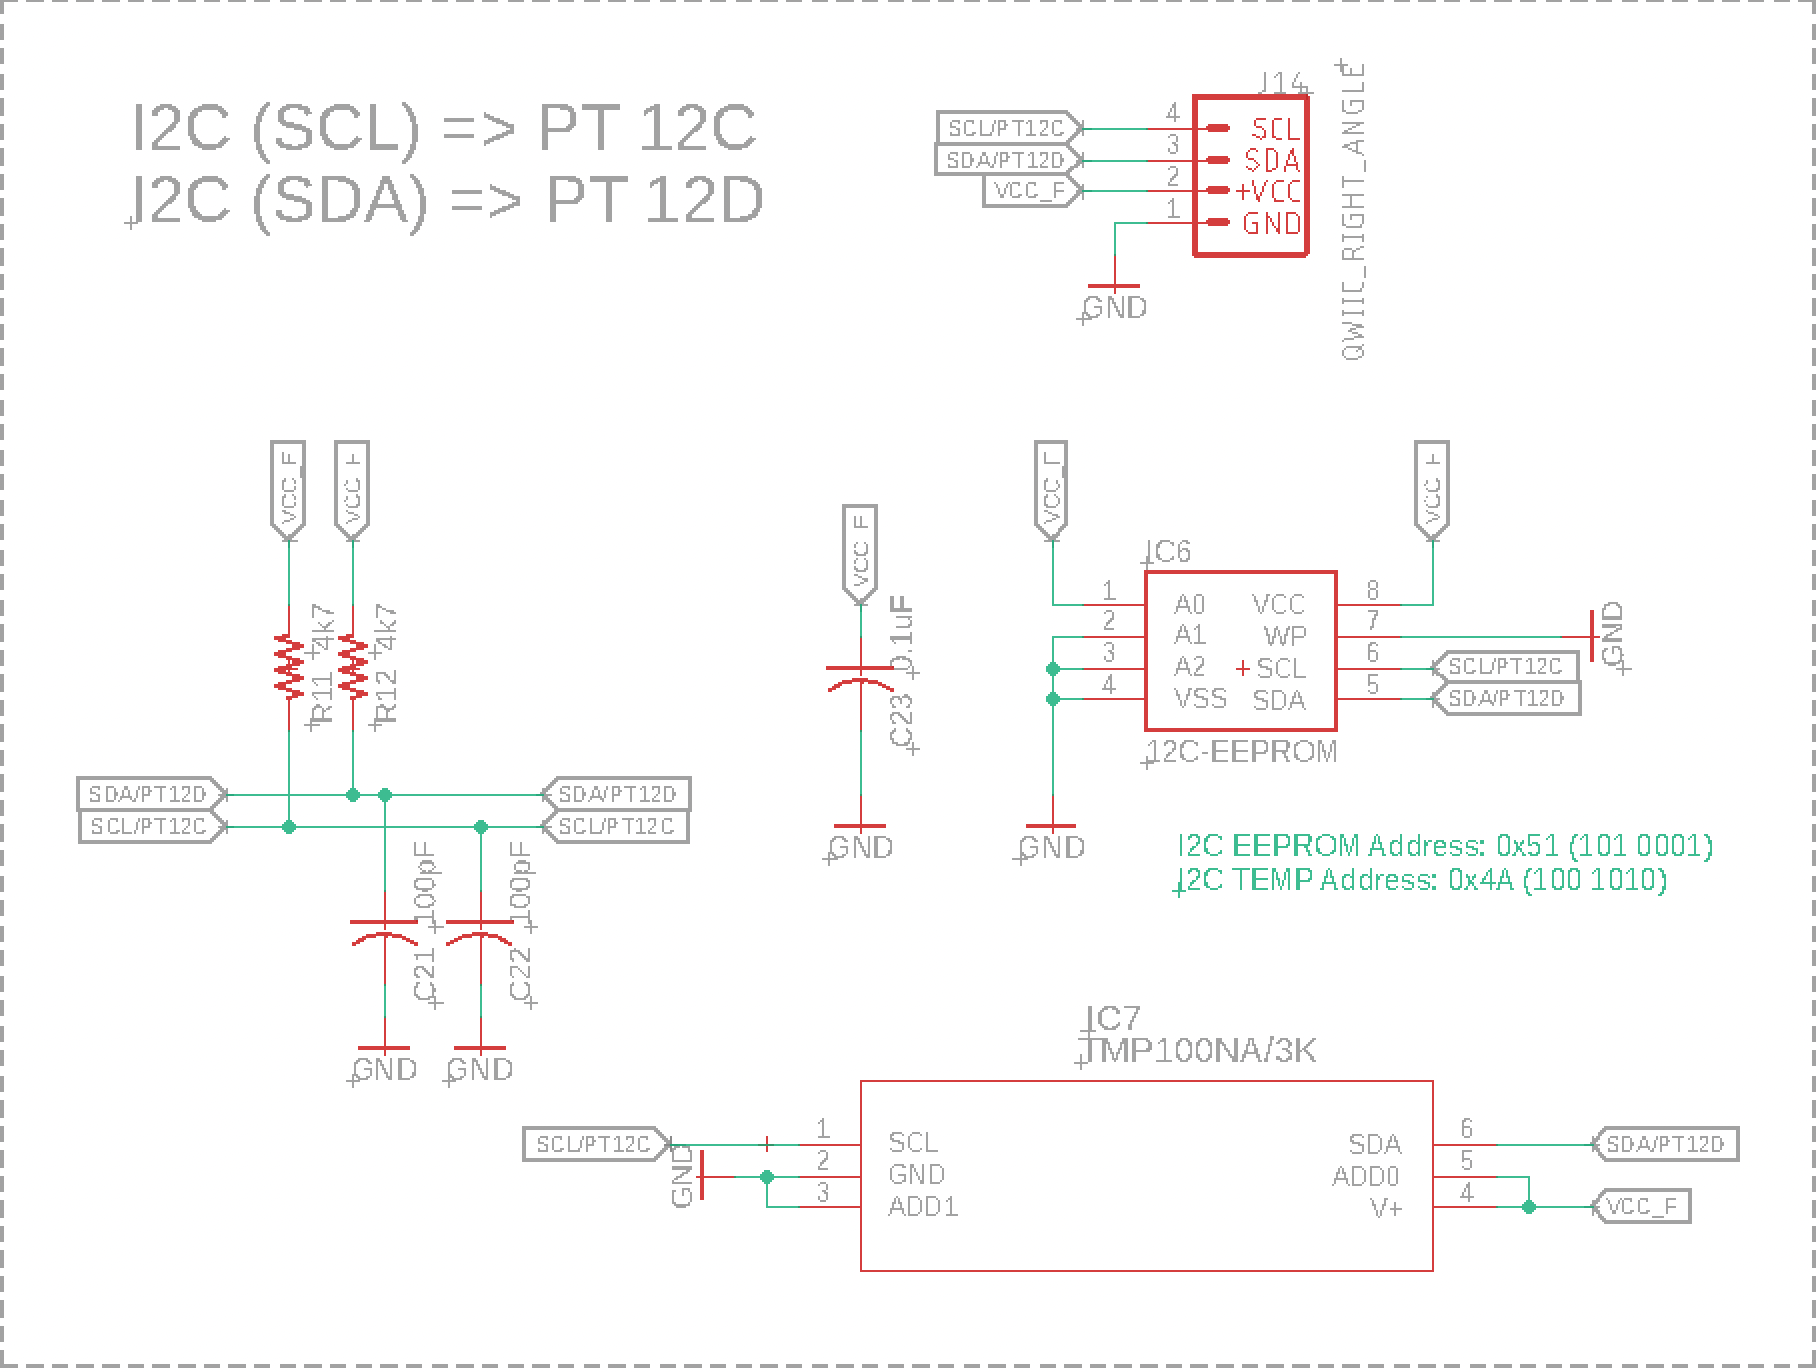 I2C (SCL) => PT 12C
I2C (SDA) => PT 12D
J14
SCL/PT12C 4 SCL
SDA/PT12D 3 SDA
VCC_F 2 +VCC
1 GND
GND
QWIIC_RIGHT_ANGLE
VCC_F
VCC_F
R11 4k7
R12 4k7
SDA/PT12D SDA/PT12D
SCL/PT12C SCL/PT12C
C21 100pF
C22 100pF
GND GND
VCC_F
C23 0.1uF
GND
VCC_F
VCC_F
IC6
1 A0 VCC 8
2 A1 WP 7
GND
3 A2 SCL 6 SCL/PT12C
4 VSS SDA 5 SDA/PT12D
12C-EEPROM
GND
I2C EEPROM Address: 0x51 (101 0001)
I2C TEMP Address: 0x4A (100 1010)
IC7
TMP100NA/3K
SCL/PT12C 1 SCL SDA 6 SDA/PT12D
GND 2 GND ADD0 5
3 ADD1 V+ 4 VCC_F